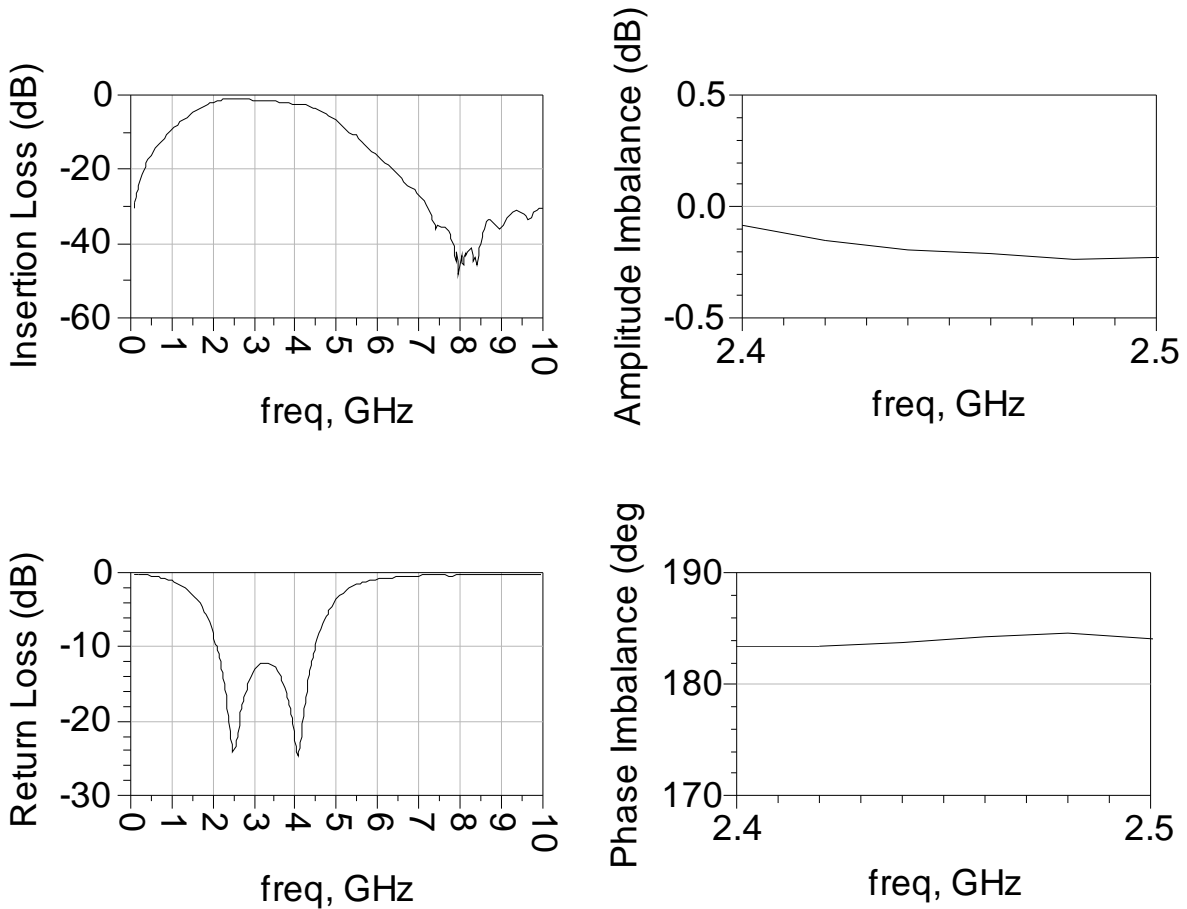 Insertion Loss (dB)
0
-20
-40
-60
0 1 2 3 4 5 6 7 8 9 10
freq, GHz
Amplitude Imbalance (dB)
0.5
0.0
-0.5
2.4 2.5
freq, GHz
Return Loss (dB)
0
-10
-20
-30
0 1 2 3 4 5 6 7 8 9 10
freq, GHz
Phase Imbalance (deg
190
180
170
2.4 2.5
freq, GHz